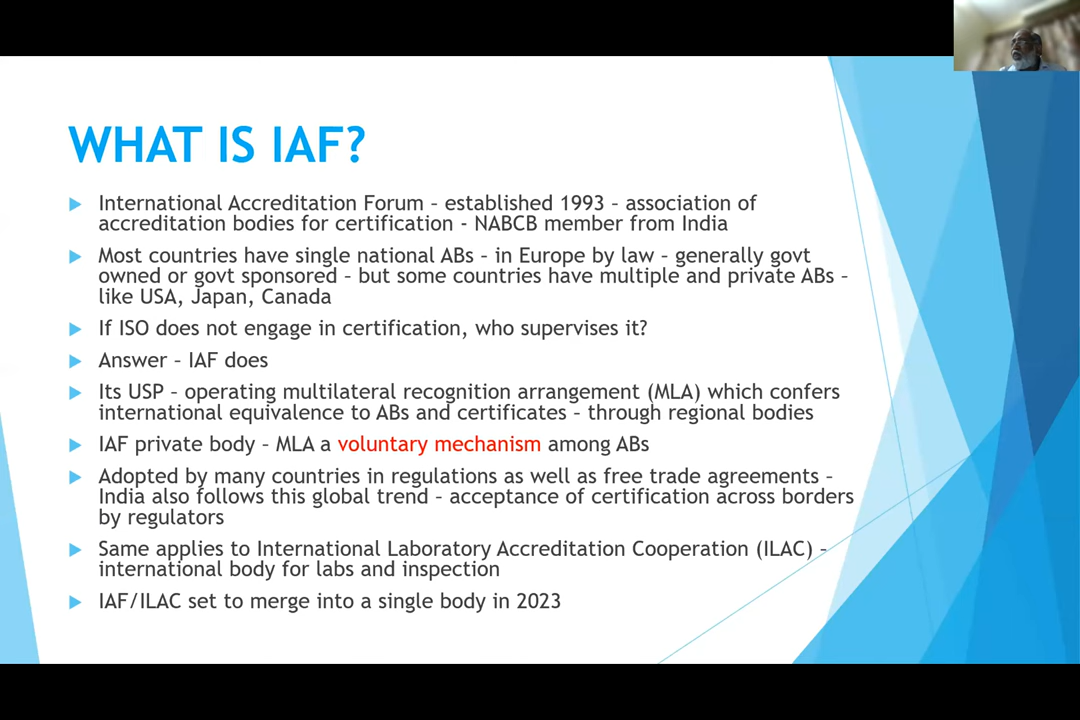 WHAT IS IAF?
International Accreditation Forum – established 1993 – association of
accreditation bodies for certification - NABCB member from India
Most countries have single national ABs – in Europe by law – generally govt
owned or govt sponsored – but some countries have multiple and private ABs –
like USA, Japan, Canada
If ISO does not engage in certification, who supervises it?
Answer – IAF does
Its USP – operating multilateral recognition arrangement (MLA) which confers
international equivalence to ABs and certificates – through regional bodies
IAF private body – MLA a voluntary mechanism among ABs
Adopted by many countries in regulations as well as free trade agreements –
India also follows this global trend – acceptance of certification across borders
by regulators
Same applies to International Laboratory Accreditation Cooperation (ILAC) –
international body for labs and inspection
IAF/ILAC set to merge into a single body in 2023